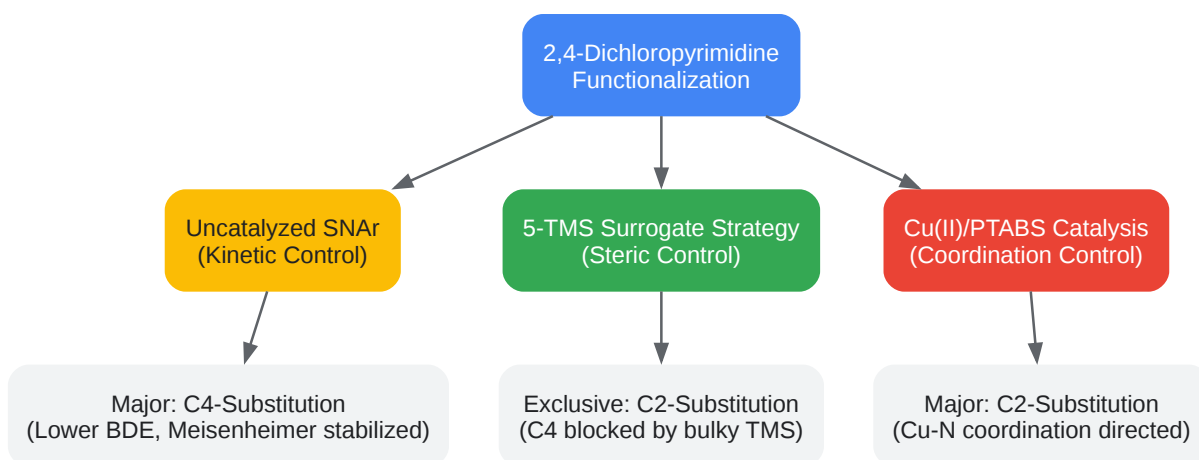 2,4-Dichloropyrimidine
Functionalization
Uncatalyzed SNAr
(Kinetic Control)
5-TMS Surrogate Strategy
(Steric Control)
Cu(II)/PTABS Catalysis
(Coordination Control)
Major: C4-Substitution
(Lower BDE, Meisenheimer stabilized)
Exclusive: C2-Substitution
(C4 blocked by bulky TMS)
Major: C2-Substitution
(Cu-N coordination directed)